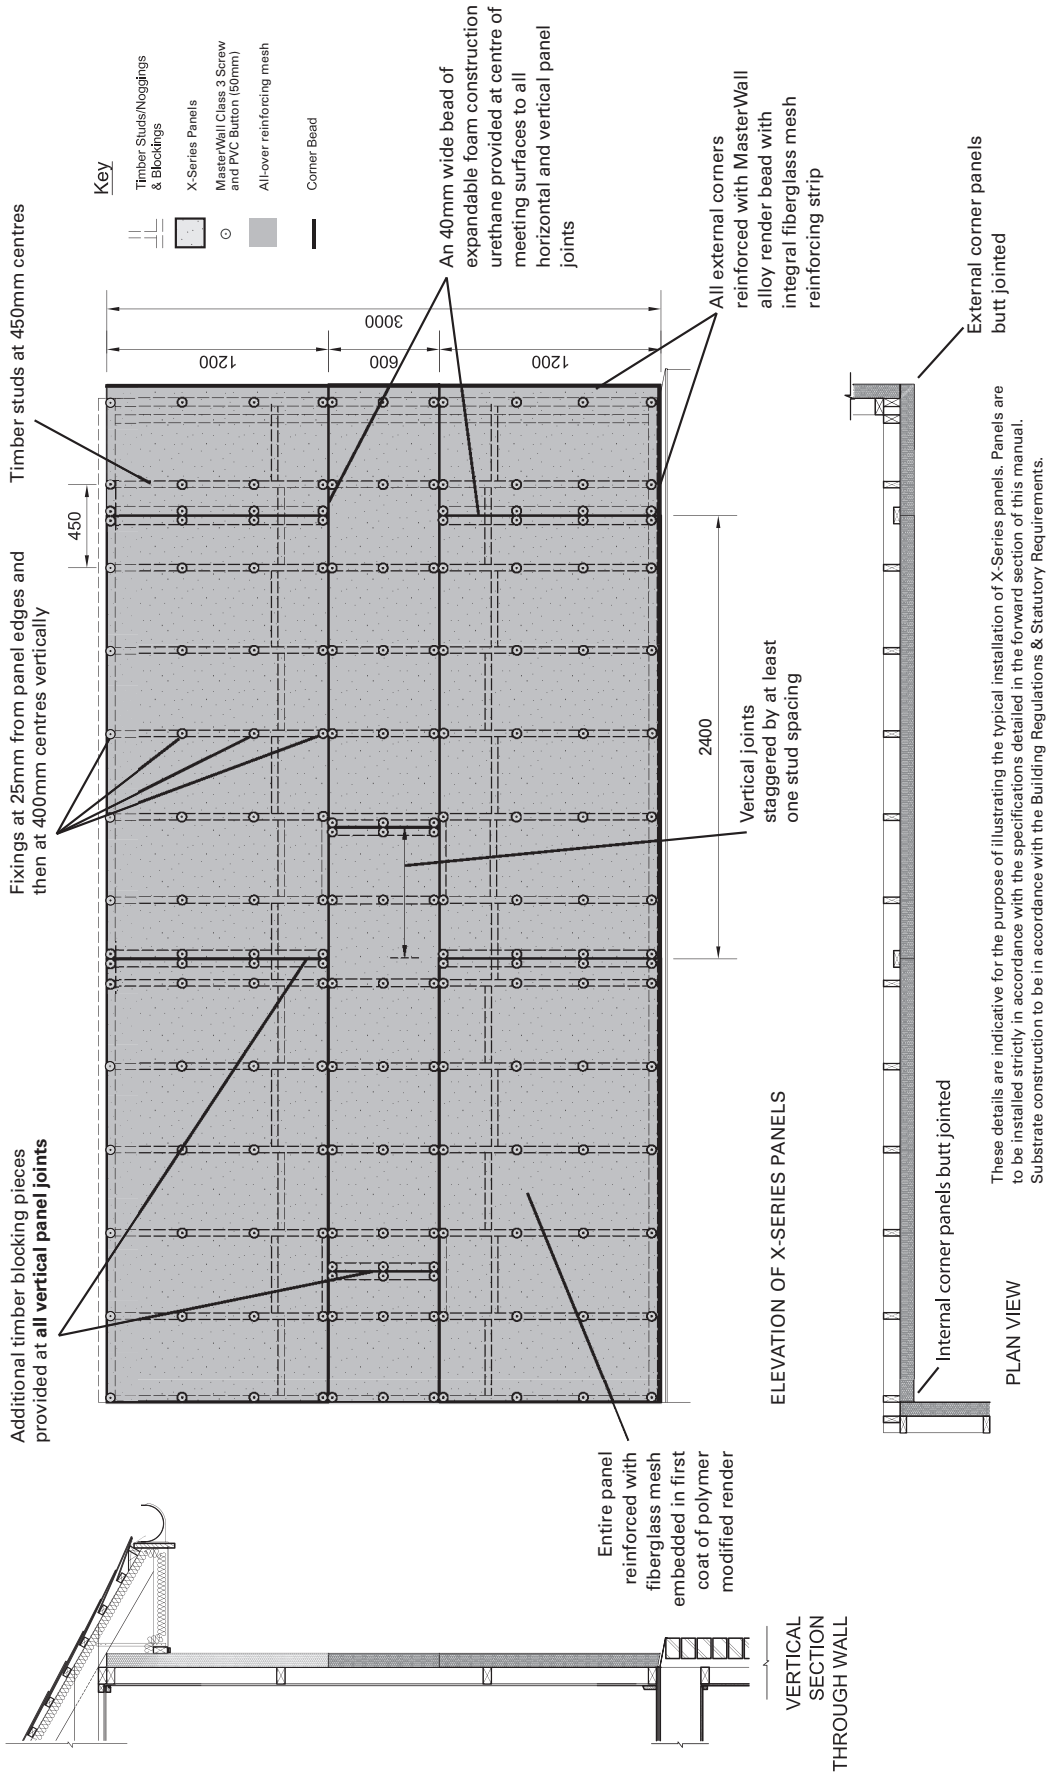 Additional timber blocking pieces
provided at all vertical panel joints
Fixings at 25mm from panel edges and
then at 400mm centres vertically
Timber studs at 450mm centres
450
Key
Timber Studs/Noggings
& Blockings
X-Series Panels
MasterWall Class 3 Screw
and PVC Button (50mm)
All-over reinforcing mesh
Corner Bead
1200
600
1200
3000
An 40mm wide bead of
expandable foam construction
urethane provided at centre of
meeting surfaces to all
horizontal and vertical panel
joints
All external corners
reinforced with MasterWall
alloy render bead with
integral fiberglass mesh
reinforcing strip
2400
Vertical joints
staggered by at least
one stud spacing
Entire panel
reinforced with
fiberglass mesh
embedded in first
coat of polymer
modified render
ELEVATION OF X-SERIES PANELS
VERTICAL
SECTION
THROUGH WALL
External corner panels
butt jointed
Internal corner panels butt jointed
PLAN VIEW
These details are indicative for the purpose of illustrating the typical installation of X-Series panels. Panels are
to be installed strictly in accordance with the specifications detailed in the forward section of this manual.
Substrate construction to be in accordance with the Building Regulations & Statutory Requirements.